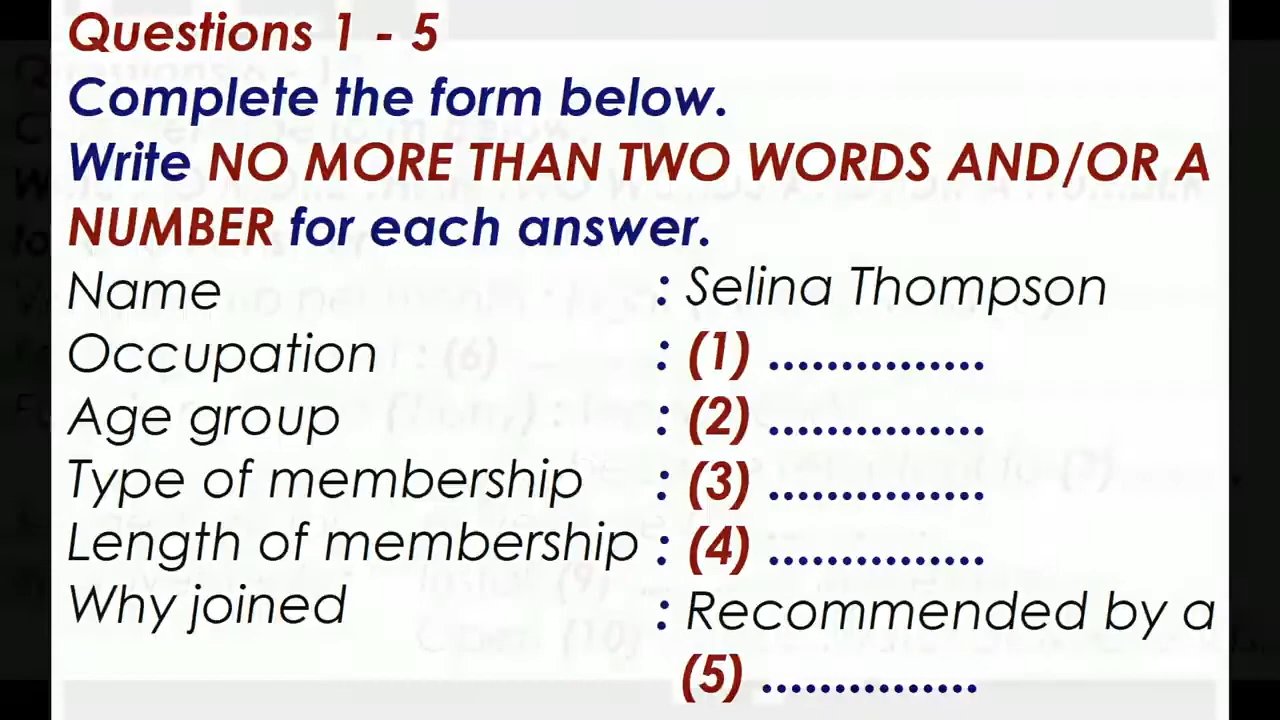 Questions 1 - 5
Complete the form below.
Write NO MORE THAN TWO WORDS AND/OR A
NUMBER for each answer.
Name : Selina Thompson
Occupation : (1) ...............
Age group : (2) ...............
Type of membership : (3) ...............
Length of membership : (4) ...............
Why joined : Recommended by a
(5) ...............